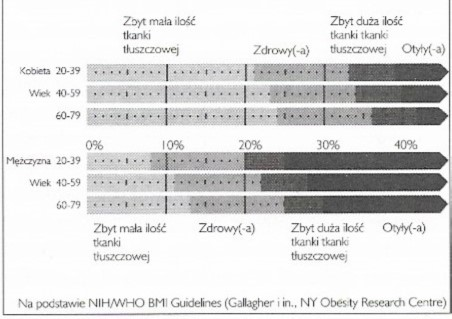 Zbyt mała ilość
tkanki
tłuszczowej
Zdrowy(-a)
Zbyt duża ilość
tkanki tkanki
tłuszczowej
Otyły(-a)
Kobieta 20-39
Wiek 40-59
60-79
0% 10% 20% 30% 40%
Mężczyzna 20-39
Wiek 40-59
60-79
Zbyt mała ilość
tkanki
tłuszczowej
Zdrowy(-a)
Zbyt duża ilość
tkanki tkanki
tłuszczowej
Otyły(-a)
Na podstawie NIH/WHO BMI Guidelines (Gallagher i in., NY Obesity Research Centre)